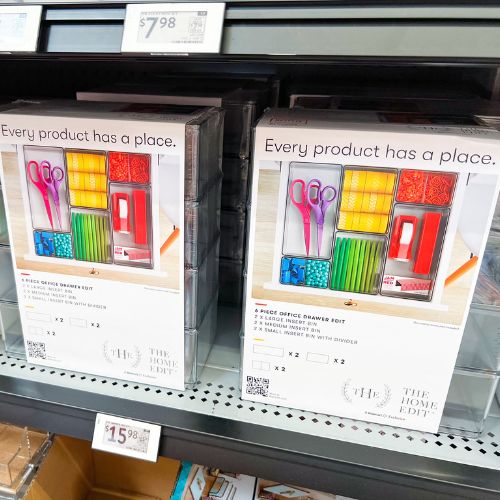 $7.98
Every product has a place.
6 PIECE OFFICE DRAWER EDIT
2 X LARGE INSERT BIN
2 X MEDIUM INSERT BIN
2 X SMALL INSERT BIN WITH DIVIDER
x 2
x 2
x 2
THE
THE
HOME
EDIT
Every product has a place.
6 PIECE OFFICE DRAWER EDIT
2 X LARGE INSERT BIN
2 X MEDIUM INSERT BIN
2 X SMALL INSERT BIN WITH DIVIDER
x 2
x 2
x 2
THE
THE
HOME
EDIT
$15.98